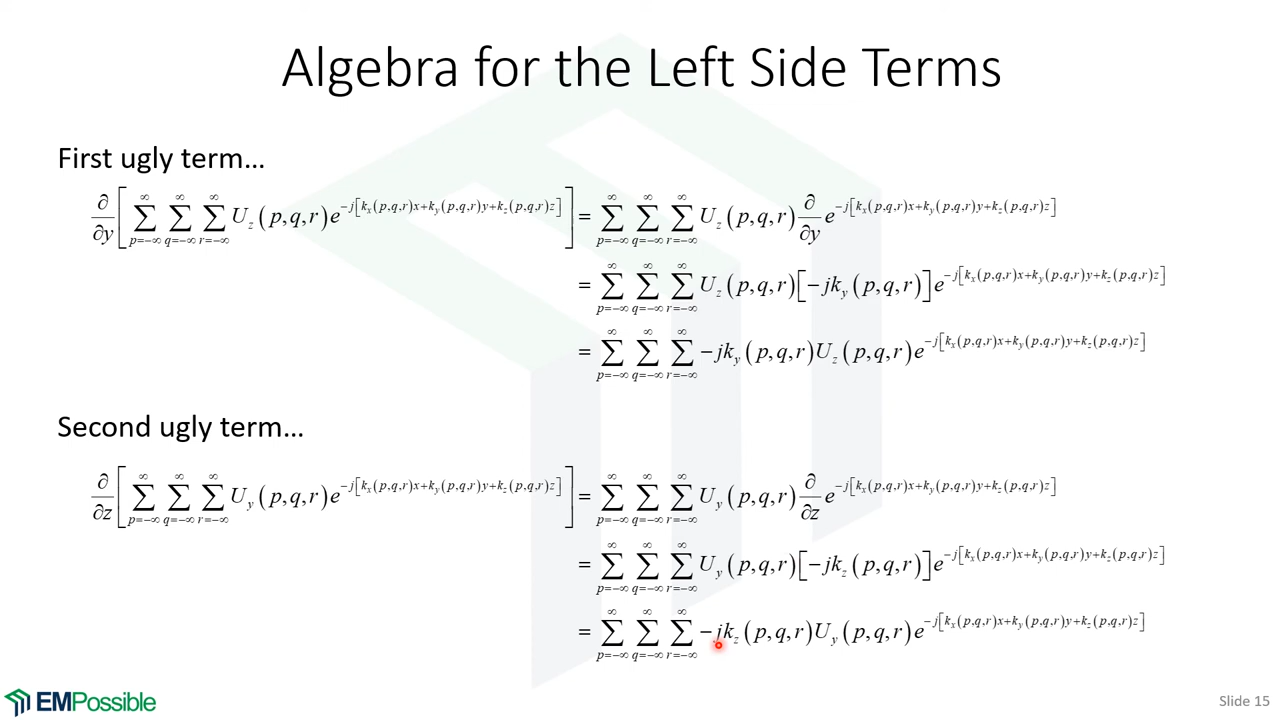 Algebra for the Left Side Terms
First ugly term…
∂/∂y [ ∑_{p=−∞}^{∞} ∑_{q=−∞}^{∞} ∑_{r=−∞}^{∞} U_z(p,q,r) e^{−j[k_x(p,q,r)x+k_y(p,q,r)y+k_z(p,q,r)z]} ] = ∑_{p=−∞}^{∞} ∑_{q=−∞}^{∞} ∑_{r=−∞}^{∞} U_z(p,q,r) ∂/∂y e^{−j[k_x(p,q,r)x+k_y(p,q,r)y+k_z(p,q,r)z]}
= ∑_{p=−∞}^{∞} ∑_{q=−∞}^{∞} ∑_{r=−∞}^{∞} U_z(p,q,r)[−jk_y(p,q,r)] e^{−j[k_x(p,q,r)x+k_y(p,q,r)y+k_z(p,q,r)z]}
= ∑_{p=−∞}^{∞} ∑_{q=−∞}^{∞} ∑_{r=−∞}^{∞} −jk_y(p,q,r)U_z(p,q,r) e^{−j[k_x(p,q,r)x+k_y(p,q,r)y+k_z(p,q,r)z]}
Second ugly term…
∂/∂z [ ∑_{p=−∞}^{∞} ∑_{q=−∞}^{∞} ∑_{r=−∞}^{∞} U_y(p,q,r) e^{−j[k_x(p,q,r)x+k_y(p,q,r)y+k_z(p,q,r)z]} ] = ∑_{p=−∞}^{∞} ∑_{q=−∞}^{∞} ∑_{r=−∞}^{∞} U_y(p,q,r) ∂/∂z e^{−j[k_x(p,q,r)x+k_y(p,q,r)y+k_z(p,q,r)z]}
= ∑_{p=−∞}^{∞} ∑_{q=−∞}^{∞} ∑_{r=−∞}^{∞} U_y(p,q,r)[−jk_z(p,q,r)] e^{−j[k_x(p,q,r)x+k_y(p,q,r)y+k_z(p,q,r)z]}
= ∑_{p=−∞}^{∞} ∑_{q=−∞}^{∞} ∑_{r=−∞}^{∞} −jk_z(p,q,r)U_y(p,q,r) e^{−j[k_x(p,q,r)x+k_y(p,q,r)y+k_z(p,q,r)z]}
EMPossible
Slide 15